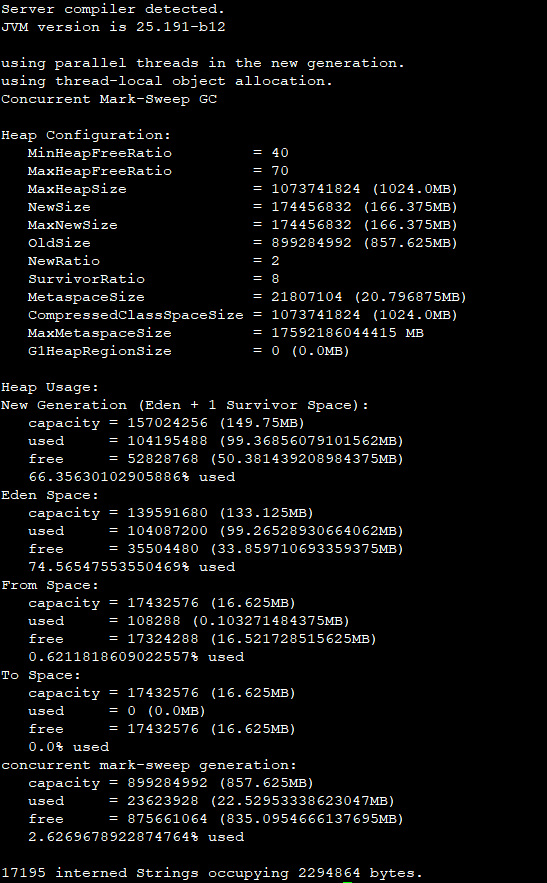 Server compiler detected.
JVM version is 25.191-b12
using parallel threads in the new generation.
using thread-local object allocation.
Concurrent Mark-Sweep GC
Heap Configuration:
MinHeapFreeRatio = 40
MaxHeapFreeRatio = 70
MaxHeapSize = 1073741824 (1024.0MB)
NewSize = 174456832 (166.375MB)
MaxNewSize = 174456832 (166.375MB)
OldSize = 899284992 (857.625MB)
NewRatio = 2
SurvivorRatio = 8
MetaspaceSize = 21807104 (20.796875MB)
CompressedClassSpaceSize = 1073741824 (1024.0MB)
MaxMetaspaceSize = 17592186044415 MB
G1HeapRegionSize = 0 (0.0MB)
Heap Usage:
New Generation (Eden + 1 Survivor Space):
capacity = 157024256 (149.75MB)
used = 104195488 (99.36856079101562MB)
free = 52828768 (50.381439208984375MB)
66.35630102905886% used
Eden Space:
capacity = 139591680 (133.125MB)
used = 104087200 (99.26528930664062MB)
free = 35504480 (33.859710693359375MB)
74.56547553550469% used
From Space:
capacity = 17432576 (16.625MB)
used = 108288 (0.103271484375MB)
free = 17324288 (16.521728515625MB)
0.6211818609022557% used
To Space:
capacity = 17432576 (16.625MB)
used = 0 (0.0MB)
free = 17432576 (16.625MB)
0.0% used
concurrent mark-sweep generation:
capacity = 899284992 (857.625MB)
used = 23623928 (22.52953338623047MB)
free = 875661064 (835.0954666137695MB)
2.6269678922874764% used
17195 interned Strings occupying 2294864 bytes.